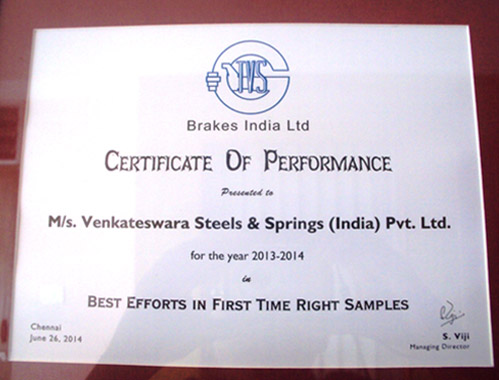 TVS
Brakes India Ltd
CERTIFICATE OF PERFORMANCE
Presented to
M/s. Venkateswara Steels & Springs (India) Pvt. Ltd.
for the year 2013-2014
in
BEST EFFORTS IN FIRST TIME RIGHT SAMPLES
Chennai
June 26, 2014
S. Viji
Managing Director